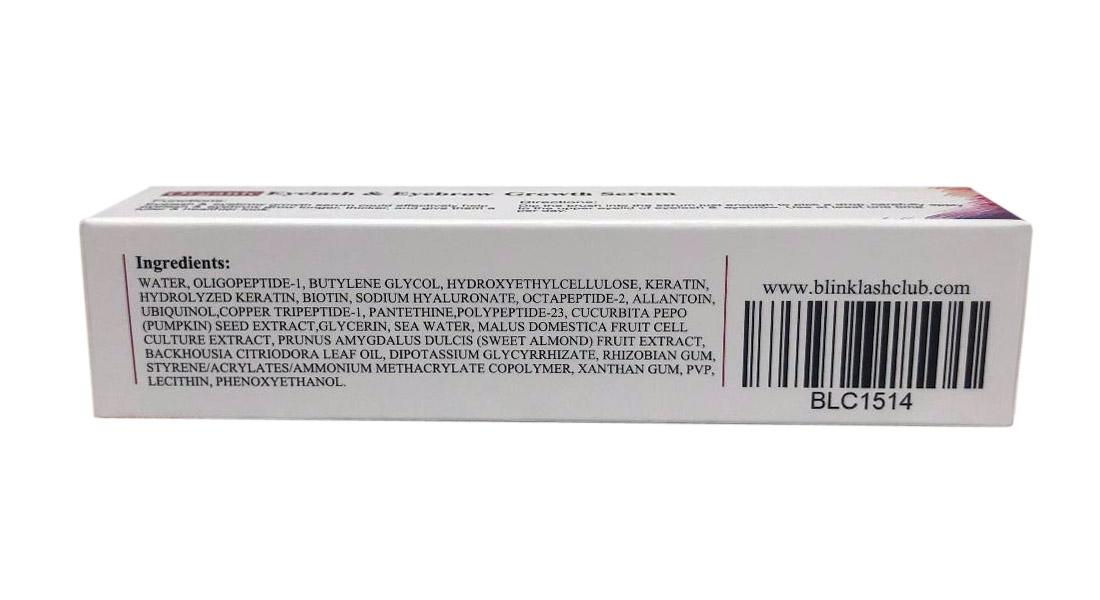 Organic Eyelash & Eyebrow Growth Serum
Functions:
Directions:
Ingredients:
WATER, OLIGOPEPTIDE-1, BUTYLENE GLYCOL, HYDROXYETHYLCELLULOSE, KERATIN,
HYDROLYZED KERATIN, BIOTIN, SODIUM HYALURONATE, OCTAPEPTIDE-2, ALLANTOIN,
UBIQUINOL,COPPER TRIPEPTIDE-1, PANTETHINE,POLYPEPTIDE-23, CUCURBITA PEPO
(PUMPKIN) SEED EXTRACT,GLYCERIN, SEA WATER, MALUS DOMESTICA FRUIT CELL
CULTURE EXTRACT, PRUNUS AMYGDALUS DULCIS (SWEET ALMOND) FRUIT EXTRACT,
BACKHOUSIA CITRIODORA LEAF OIL, DIPOTASSIUM GLYCYRRHIZATE, RHIZOBIAN GUM,
STYRENE/ACRYLATES/AMMONIUM METHACRYLATE COPOLYMER, XANTHAN GUM, PVP,
LECITHIN, PHENOXYETHANOL.
www.blinklashclub.com
BLC1514